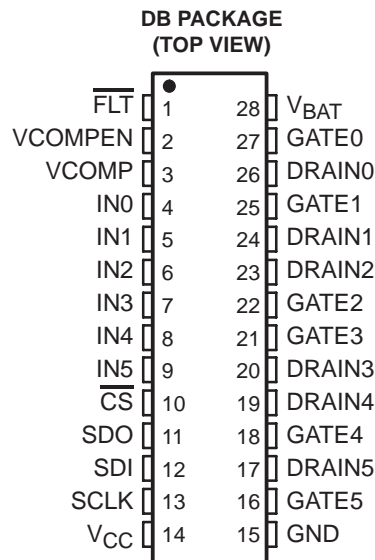 DB PACKAGE
(TOP VIEW)
FLT 1 28 VBAT
VCOMPEN 2 27 GATE0
VCOMP 3 26 DRAIN0
IN0 4 25 GATE1
IN1 5 24 DRAIN1
IN2 6 23 DRAIN2
IN3 7 22 GATE2
IN4 8 21 GATE3
IN5 9 20 DRAIN3
CS 10 19 DRAIN4
SDO 11 18 GATE4
SDI 12 17 DRAIN5
SCLK 13 16 GATE5
VCC 14 15 GND